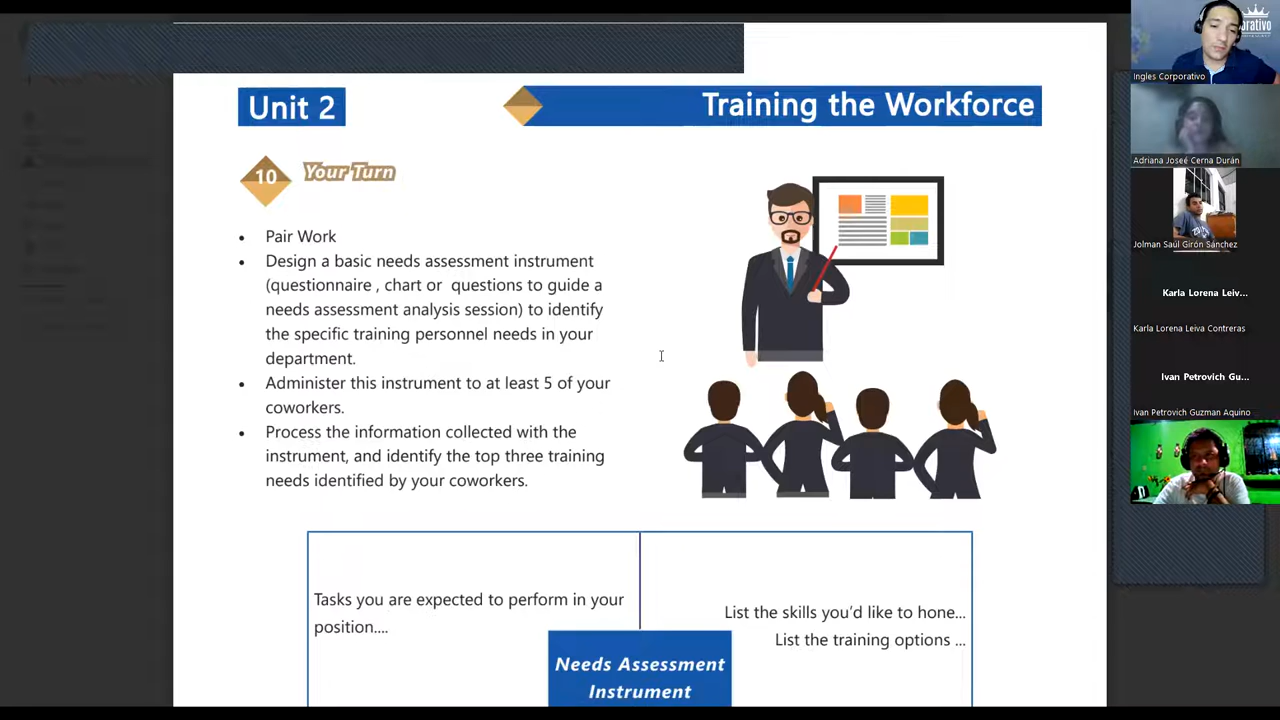 Unit 2
Training the Workforce
10
Your Turn
• Pair Work
• Design a basic needs assessment instrument
(questionnaire , chart or questions to guide a
needs assessment analysis session) to identify
the specific training personnel needs in your
department.
• Administer this instrument to at least 5 of your
coworkers.
• Process the information collected with the
instrument, and identify the top three training
needs identified by your coworkers.
Tasks you are expected to perform in your
position....
List the skills you'd like to hone...
List the training options ...
Needs Assessment
Instrument
Ingles Corporativo
Adriana Joseé Cerna Durán
Jolman Saúl Girón Sánchez
Karla Lorena Leiv...
Karla Lorena Leiva Contreras
Ivan Petrovich Gu...
Ivan Petrovich Guzman Aquino